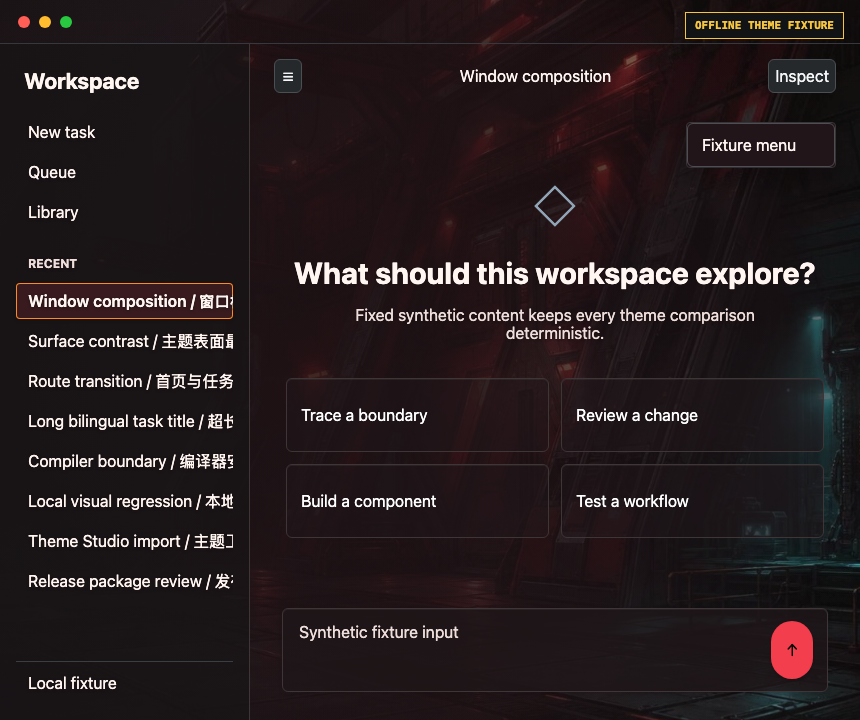 OFFLINE THEME FIXTURE
Workspace
New task
Queue
Library
RECENT
Window composition / 窗口
Surface contrast / 主题表面
Route transition / 首页与任务
Long bilingual task title / 超
Compiler boundary / 编译器
Local visual regression / 本地
Theme Studio import / 主题
Release package review / 发
Local fixture
≡
Window composition
Inspect
Fixture menu
What should this workspace explore?
Fixed synthetic content keeps every theme comparison
deterministic.
Trace a boundary
Review a change
Build a component
Test a workflow
Synthetic fixture input
↑